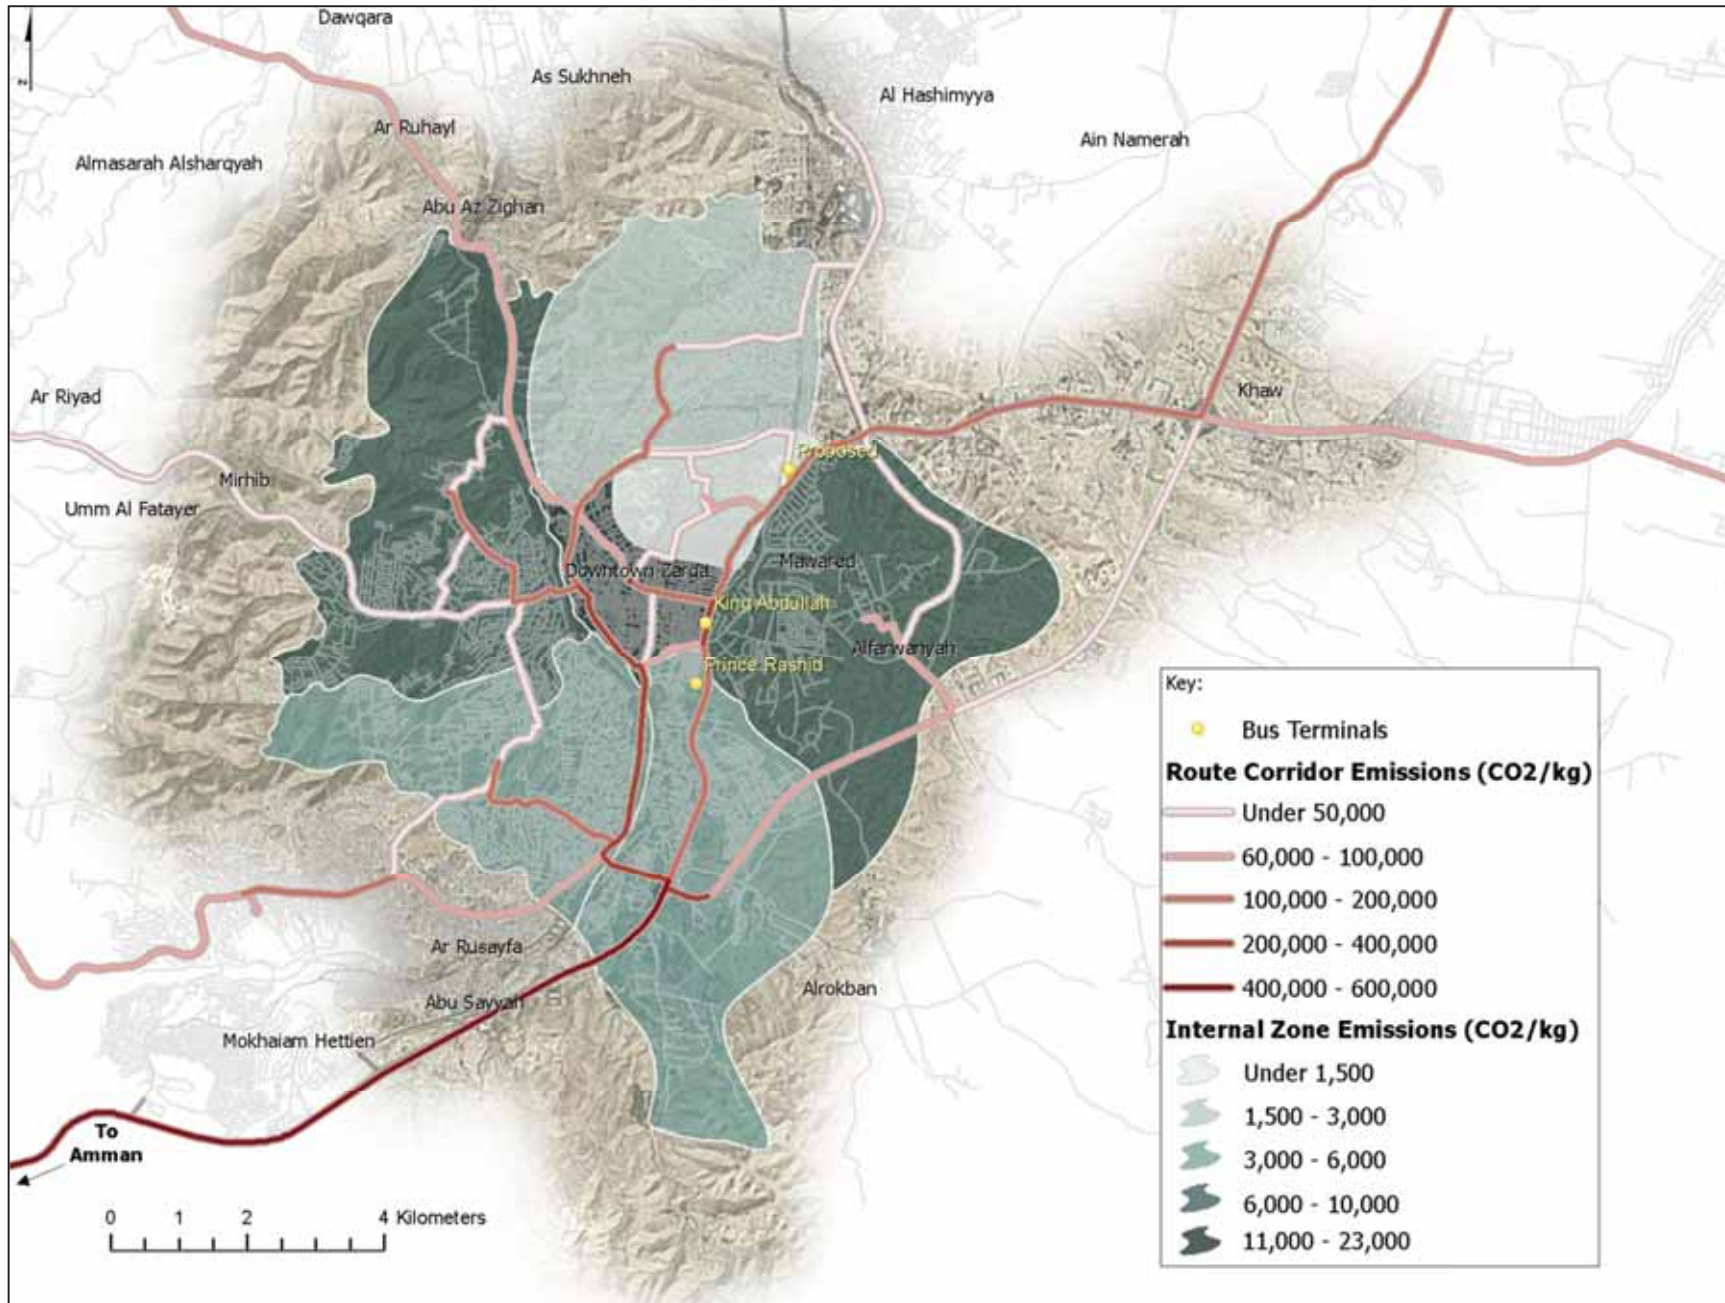 Dawqara
As Sukhneh
Al Hashimyya
Ar Ruhayl
Ain Namerah
Almasarah Alsharqyah
Abu Az Zighan
Ar Riyad
Khaw
Proposed
Mirhib
Umm Al Fatayer
Mawared
Downtown Zarqa
King Abdullah
Alfarwanyah
Prince Rashid
Ar Rusayfa
Abu Sayyah
Alrokban
Mokhaiam Hettien
To
Amman
0 1 2 4 Kilometers
Key:
Bus Terminals
Route Corridor Emissions (CO2/kg)
Under 50,000
60,000 - 100,000
100,000 - 200,000
200,000 - 400,000
400,000 - 600,000
Internal Zone Emissions (CO2/kg)
Under 1,500
1,500 - 3,000
3,000 - 6,000
6,000 - 10,000
11,000 - 23,000
z